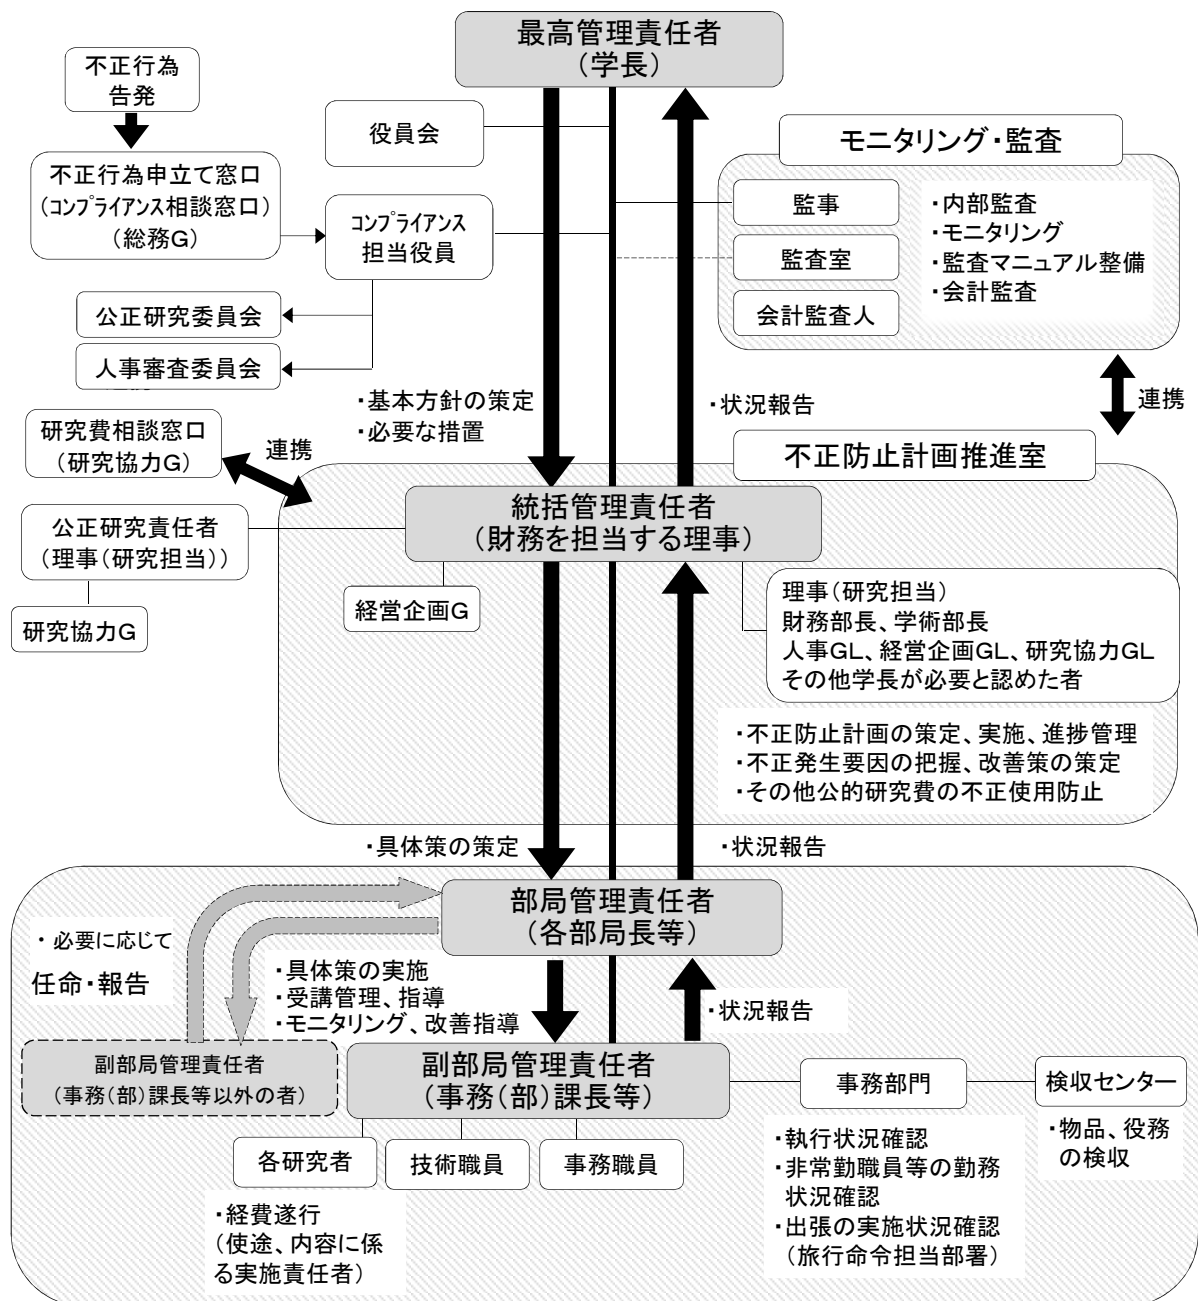 最高管理責任者
(学長)
不正行為
告発
役員会
モニタリング・監査
不正行為申立て窓口
(コンプライアンス相談窓口)
(総務G)
コンプライアンス
担当役員
監事
監査室
会計監査人
・内部監査
・モニタリング
・監査マニュアル整備
・会計監査
公正研究委員会
人事審査委員会
・基本方針の策定
・必要な措置
・状況報告
連携
研究費相談窓口
(研究協力G)
連携
不正防止計画推進室
統括管理責任者
(財務を担当する理事)
公正研究責任者
(理事(研究担当))
研究協力G
経営企画G
理事(研究担当)
財務部長、学術部長
人事GL、経営企画GL、研究協力GL
その他学長が必要と認めた者
・不正防止計画の策定、実施、進捗管理
・不正発生要因の把握、改善策の策定
・その他公的研究費の不正使用防止
・具体策の策定
・状況報告
部局管理責任者
(各部局長等)
・必要に応じて
任命・報告
・具体策の実施
・受講管理、指導
・モニタリング、改善指導
・状況報告
副部局管理責任者
(事務(部)課長等以外の者)
副部局管理責任者
(事務(部)課長等)
事務部門
検収センター
各研究者
技術職員
事務職員
・執行状況確認
・非常勤職員等の勤務
状況確認
・出張の実施状況確認
(旅行命令担当部署)
・物品、役務
の検収
・経費遂行
(使途、内容に係
る実施責任者)